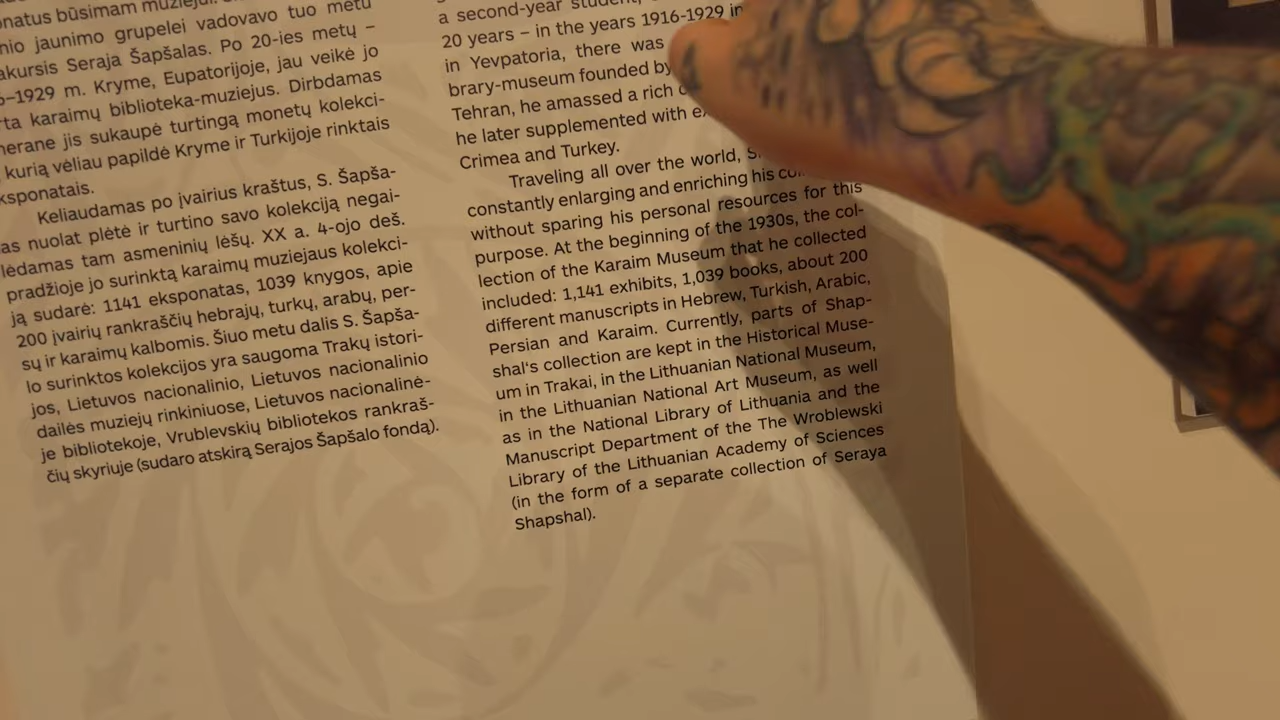 būsimam muziejui.
nio jaunimo grupelei vadovavo tuo metu
akursis Seraja Šapšalas. Po 20-ies metų –
–1929 m. Kryme, Eupatorijoje, jau veikė jo
rta karaimų biblioteka-muziejus. Dirbdamas
herane jis sukaupė turtingą monetų kolekci-
kurią vėliau papildė Kryme ir Turkijoje rinktais
ksponatais.
Keliaudamas po įvairius kraštus, S. Šapša-
as nuolat plėtė ir turtino savo kolekciją negai-
lėdamas tam asmeninių lėšų. XX a. 4-ojo deš.
pradžioje jo surinktą karaimų muziejaus kolekci-
ją sudarė: 1141 eksponatas, 1039 knygos, apie
200 įvairių rankraščių hebrajų, turkų, arabų, per-
sų ir karaimų kalbomis. Šiuo metu dalis S. Šapša-
lo surinktos kolekcijos yra saugoma Trakų istori-
jos, Lietuvos nacionalinio, Lietuvos nacionalinio
dailės muziejų rinkiniuose, Lietuvos nacionalinė-
je bibliotekoje, Vrublevskių bibliotekos rankraš-
čių skyriuje (sudaro atskirą Serajos Šapšalo fondą).
a second-year student,
20 years – in the years 1916-1929 in
in Yevpatoria, there was
brary-museum founded by
Tehran, he amassed a rich
he later supplemented with
Crimea and Turkey.
Traveling all over the world,
constantly enlarging and enriching his
without sparing his personal resources for this
purpose. At the beginning of the 1930s, the col-
lection of the Karaim Museum that he collected
included: 1,141 exhibits, 1,039 books, about 200
different manuscripts in Hebrew, Turkish, Arabic,
Persian and Karaim. Currently, parts of Shap-
shal's collection are kept in the Historical Muse-
um in Trakai, in the Lithuanian National Museum,
in the Lithuanian National Art Museum, as well
as in the National Library of Lithuania and the
Manuscript Department of the The Wroblewski
Library of the Lithuanian Academy of Sciences
(in the form of a separate collection of Seraya
Shapshal).